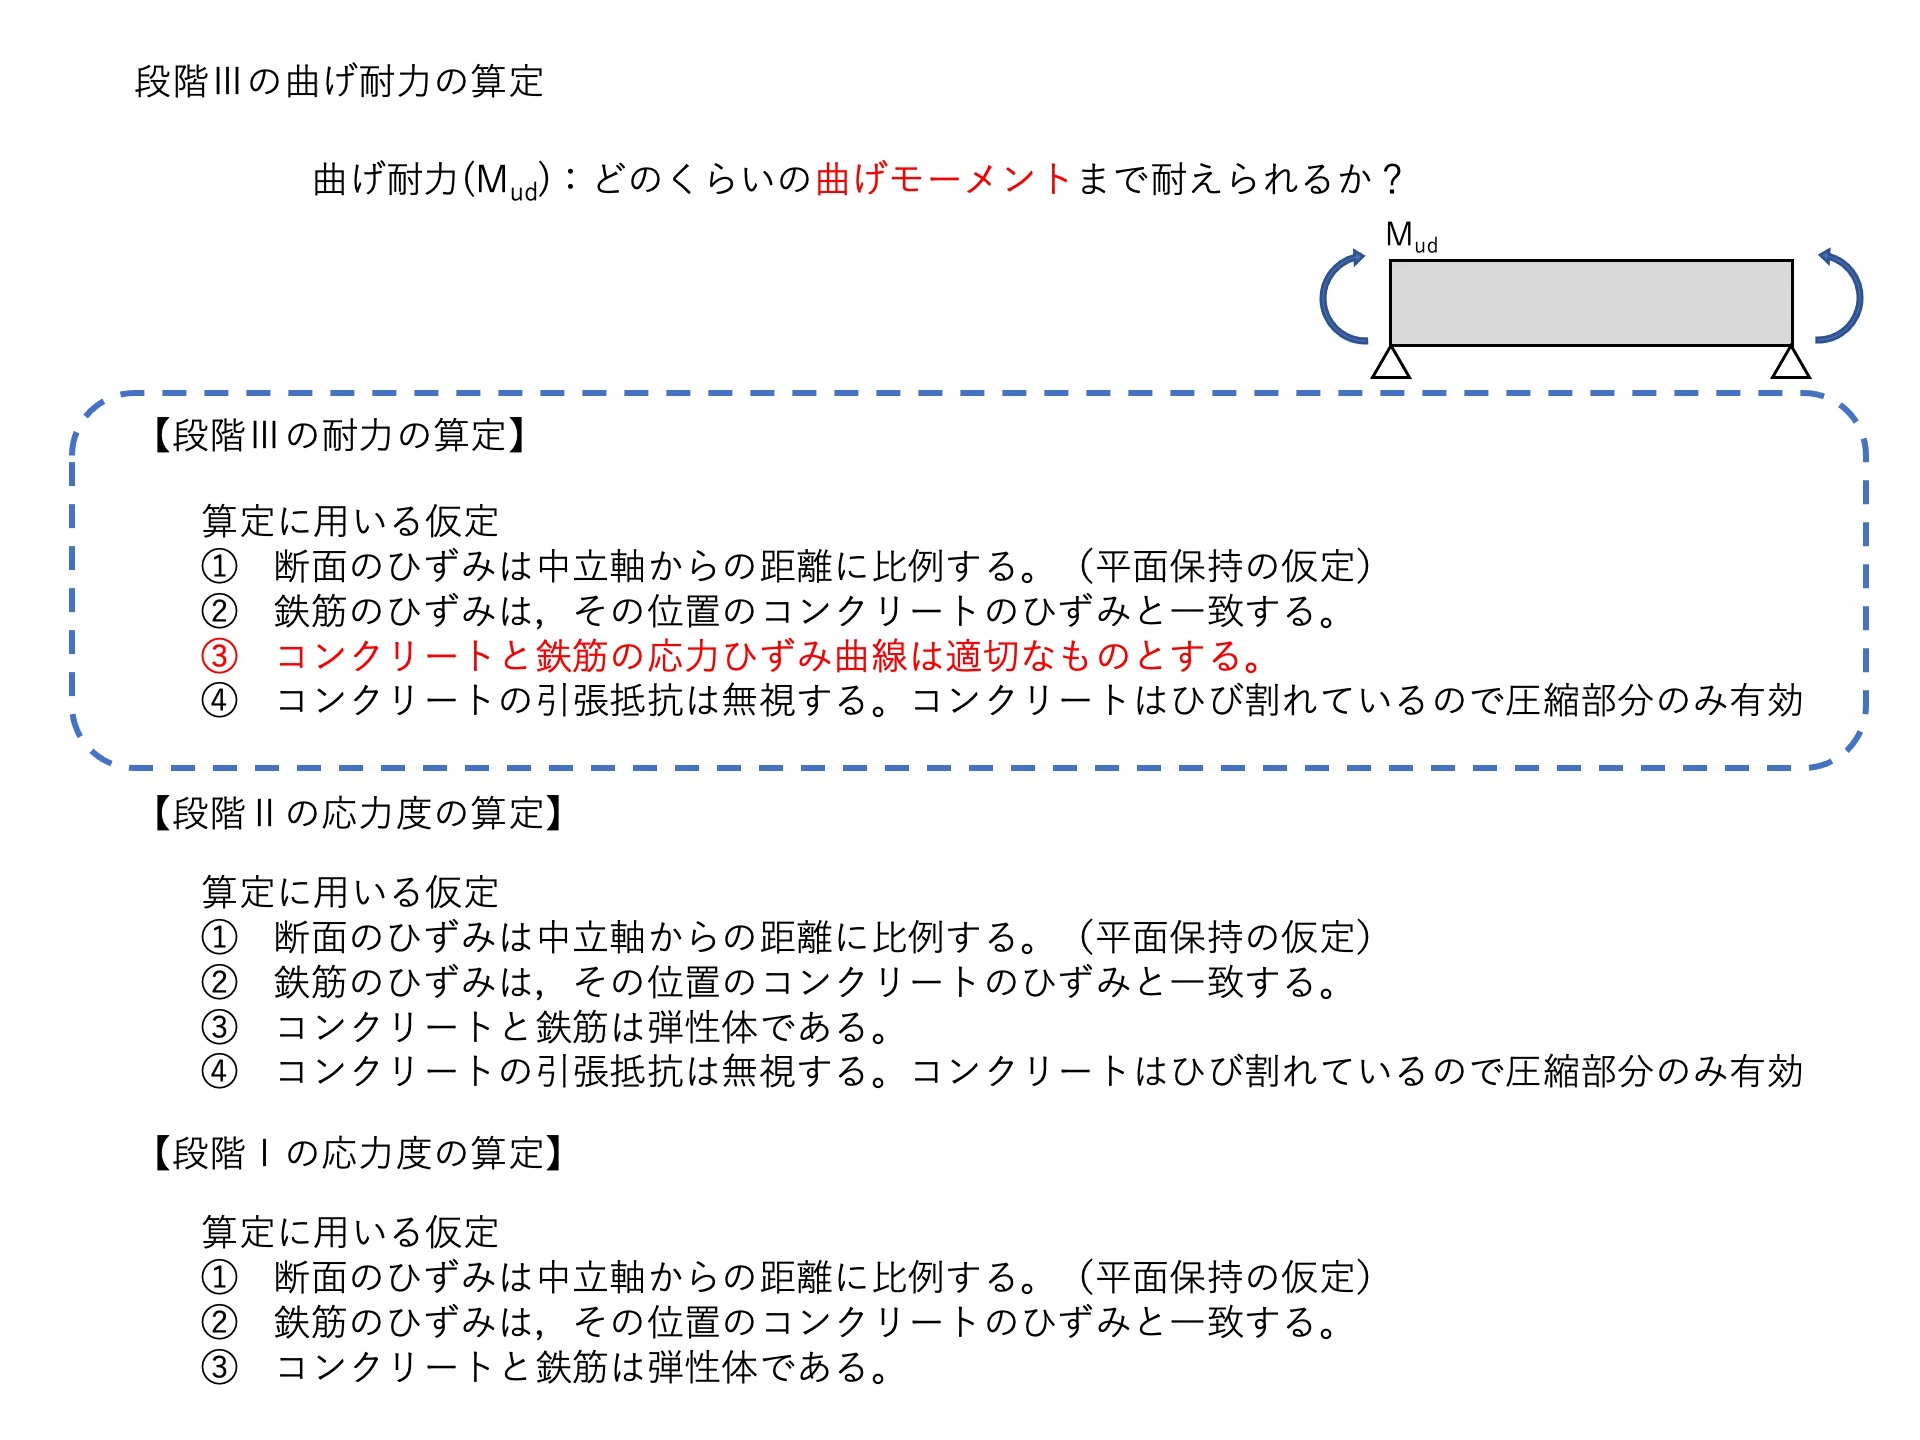 段階Ⅲの曲げ耐力の算定
曲げ耐力(Mud)：どのくらいの曲げモーメントまで耐えられるか？
Mud
【段階Ⅲの耐力の算定】
算定に用いる仮定
①　断面のひずみは中立軸からの距離に比例する。（平面保持の仮定）
②　鉄筋のひずみは，その位置のコンクリートのひずみと一致する。
③　コンクリートと鉄筋の応力ひずみ曲線は適切なものとする。
④　コンクリートの引張抵抗は無視する。コンクリートはひび割れているので圧縮部分のみ有効
【段階Ⅱの応力度の算定】
算定に用いる仮定
①　断面のひずみは中立軸からの距離に比例する。（平面保持の仮定）
②　鉄筋のひずみは，その位置のコンクリートのひずみと一致する。
③　コンクリートと鉄筋は弾性体である。
④　コンクリートの引張抵抗は無視する。コンクリートはひび割れているので圧縮部分のみ有効
【段階Ⅰの応力度の算定】
算定に用いる仮定
①　断面のひずみは中立軸からの距離に比例する。（平面保持の仮定）
②　鉄筋のひずみは，その位置のコンクリートのひずみと一致する。
③　コンクリートと鉄筋は弾性体である。